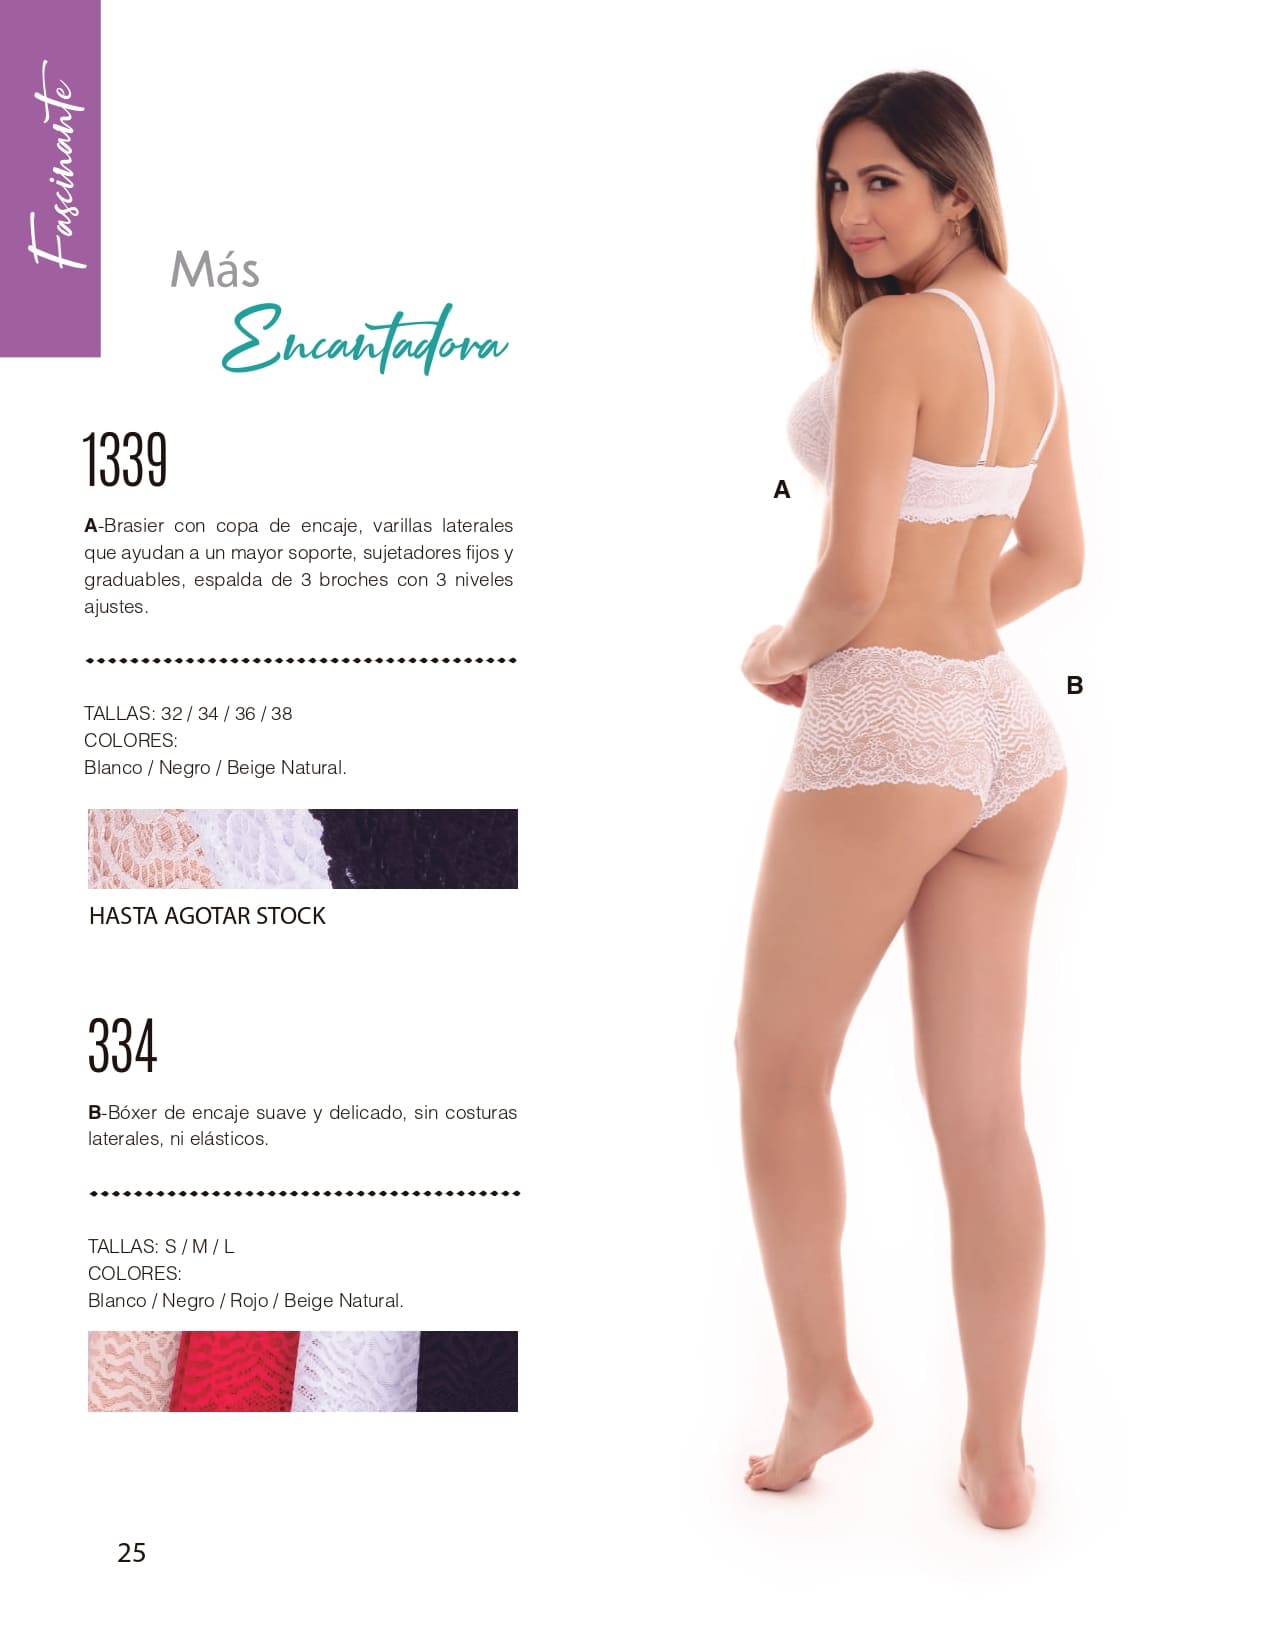 Fascinante
Más
Encantadora
1339
A-Brasier con copa de encaje, varillas laterales
que ayudan a un mayor soporte, sujetadores fijos y
graduables, espalda de 3 broches con 3 niveles
ajustes.
TALLAS: 32 / 34 / 36 / 38
COLORES:
Blanco / Negro / Beige Natural.
HASTA AGOTAR STOCK
A
B
334
B-Bóxer de encaje suave y delicado, sin costuras
laterales, ni elásticos.
TALLAS: S / M / L
COLORES:
Blanco / Negro / Rojo / Beige Natural.
25